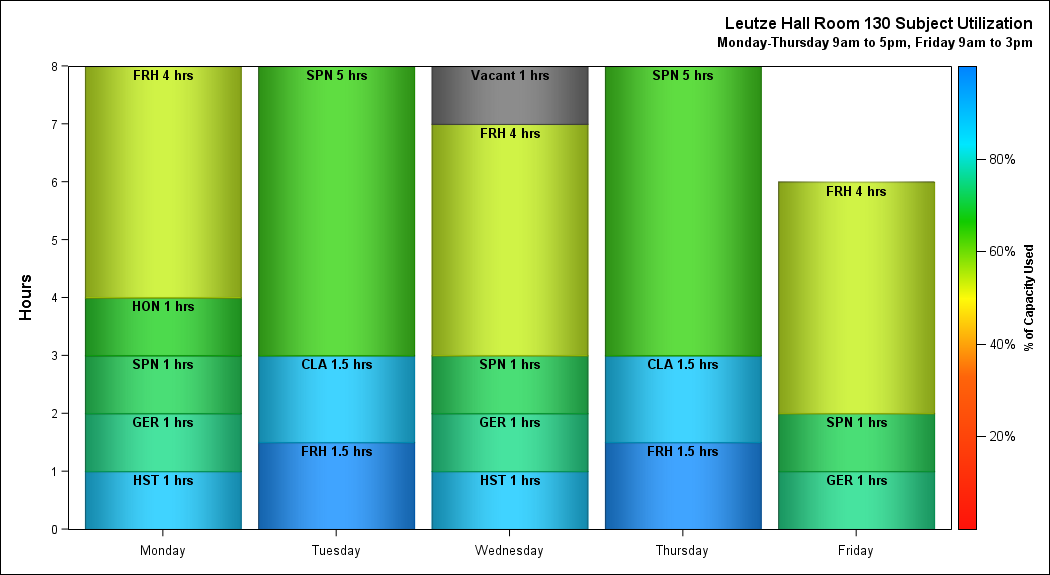 Leutze Hall Room 130 Subject Utilization
Monday-Thursday 9am to 5pm, Friday 9am to 3pm
Hours
8
7
6
5
4
3
2
1
0
FRH 4 hrs
HON 1 hrs
SPN 1 hrs
GER 1 hrs
HST 1 hrs
SPN 5 hrs
CLA 1.5 hrs
FRH 1.5 hrs
Vacant 1 hrs
FRH 4 hrs
SPN 1 hrs
GER 1 hrs
HST 1 hrs
SPN 5 hrs
CLA 1.5 hrs
FRH 1.5 hrs
FRH 4 hrs
SPN 1 hrs
GER 1 hrs
Monday
Tuesday
Wednesday
Thursday
Friday
80%
60%
40%
20%
% of Capacity Used